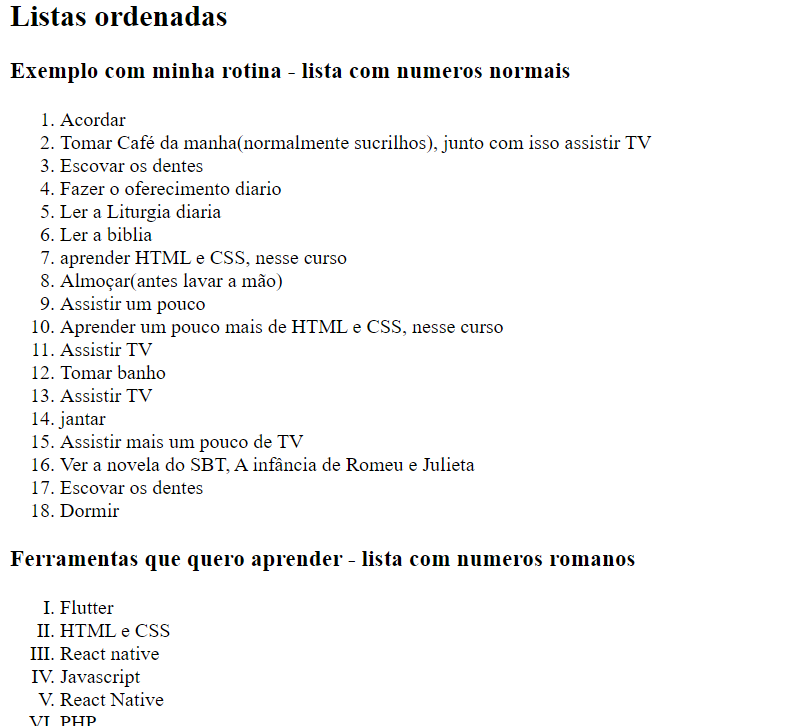 Listas ordenadas
Exemplo com minha rotina - lista com numeros normais
1. Acordar
2. Tomar Café da manha(normalmente sucrilhos), junto com isso assistir TV
3. Escovar os dentes
4. Fazer o oferecimento diario
5. Ler a Liturgia diaria
6. Ler a biblia
7. aprender HTML e CSS, nesse curso
8. Almoçar(antes lavar a mão)
9. Assistir um pouco
10. Aprender um pouco mais de HTML e CSS, nesse curso
11. Assistir TV
12. Tomar banho
13. Assistir TV
14. jantar
15. Assistir mais um pouco de TV
16. Ver a novela do SBT, A infância de Romeu e Julieta
17. Escovar os dentes
18. Dormir
Ferramentas que quero aprender - lista com numeros romanos
I. Flutter
II. HTML e CSS
III. React native
IV. Javascript
V. React Native
VI. PHP